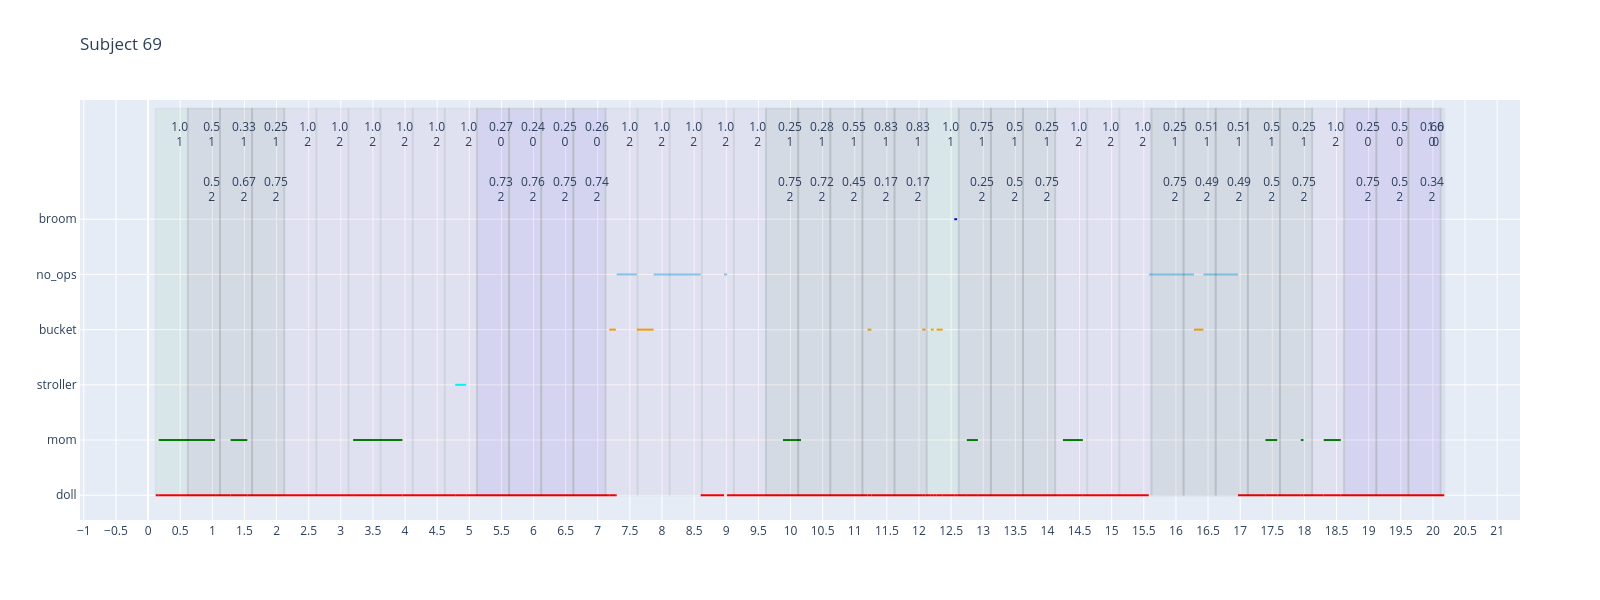 Subject 69
1.0 0.5 0.33 0.25 1.0 1.0 1.0 1.0 1.0 1.0 0.27 0.24 0.25 0.26 1.0 1.0 1.0 1.0 1.0 0.25 0.28 0.55 0.83 0.83 1.0 0.75 0.5 0.25 1.0 1.0 1.0 0.25 0.51 0.51 0.5 0.25 1.0 0.25 0.5
1 1 1 1 2 2 2 2 2 2 0 0 0 0 2 2 2 2 2 1 1 1 1 1 1 1 1 1 2 2 2 1 1 1 1 1 2 0 0
0.5 0.67 0.75 0.73 0.76 0.75 0.74 0.75 0.72 0.45 0.17 0.17 0.25 0.5 0.75 0.75 0.49 0.49 0.5 0.75 0.75 0.5 0.34
2 2 2 2 2 2 2 2 2 2 2 2 2 2 2 2 2 2 2 2 2 2 2
broom
no_ops
bucket
stroller
mom
doll
−1 −0.5 0 0.5 1 1.5 2 2.5 3 3.5 4 4.5 5 5.5 6 6.5 7 7.5 8 8.5 9 9.5 10 10.5 11 11.5 12 12.5 13 13.5 14 14.5 15 15.5 16 16.5 17 17.5 18 18.5 19 19.5 20 20.5 21